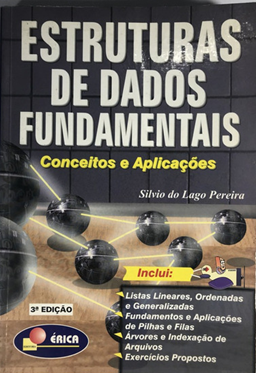 ESTRUTURAS
DE DADOS
FUNDAMENTAIS
Conceitos e Aplicações
Silvio do Lago Pereira
Inclui:
Listas Lineares, Ordenadas
e Generalizadas
Fundamentos e Aplicações
de Pilhas e Filas
Árvores e Indexação de
Arquivos
Exercícios Propostos
3ª EDIÇÃO
ÉRICA